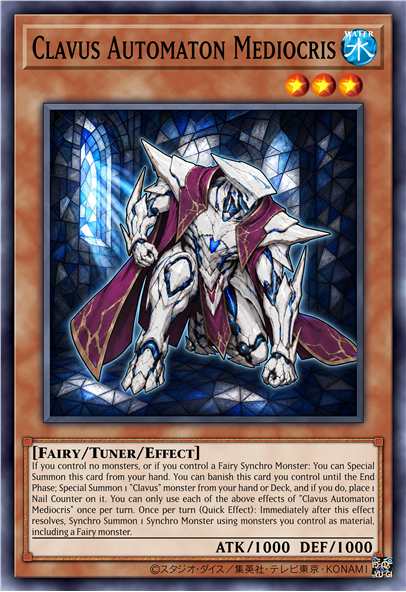 CLAVUS AUTOMATON MEDIOCRIS
WATER
水
[FAIRY/TUNER/EFFECT]
If you control no monsters, or if you control a Fairy Synchro Monster: You can Special
Summon this card from your hand. You can banish this card you control until the End
Phase; Special Summon 1 "Clavus" monster from your hand or Deck, and if you do, place 1
Nail Counter on it. You can only use each of the above effects of "Clavus Automaton
Mediocris" once per turn. Once per turn (Quick Effect): Immediately after this effect
resolves, Synchro Summon 1 Synchro Monster using monsters you control as material,
including a Fairy monster.
ATK/1000 DEF/1000
©スタジオ・ダイス／集英社・テレビ東京・KONAMI